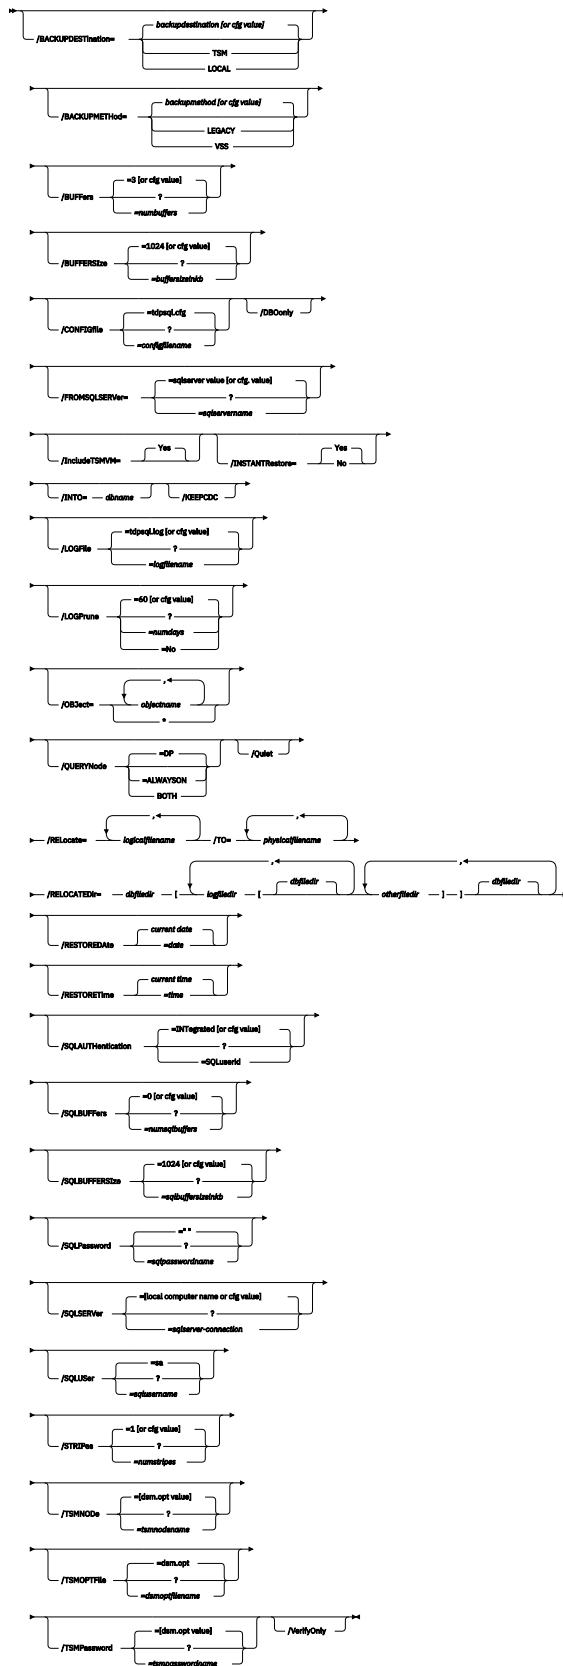 backupdestination [or cfg value]
/BACKUPDESTination=
TSM
LOCAL
backupmethod [or cfg value]
/BACKUPMETHod=
LEGACY
VSS
=3 [or cfg value]
/BUFFers ?
=numbuffers
=1024 [or cfg value]
/BUFFERSIze ?
=buffersizeinkb
=tdpsql.cfg
/CONFIGfile ? /DBOonly
=configfilename
=sqlserver value [or cfg. value]
/FROMSQLSERVer= ?
=sqlservername
Yes Yes
/IncludeTSMVM= /INSTANTRestore= No
/INTO= dbname /KEEPCDC
=tdpsql.log [or cfg value]
/LOGFile ?
=logfilename
=60 [or cfg value]
/LOGPrune ?
=numdays
=No
,
/OBJect= objectname
*
=DP
/QUERYNode =ALWAYSON /Quiet
BOTH
, ,
/RELocate= logicalfilename /TO= physicalfilename
, ,
dbfiledir dbfiledir
/RELOCATEDir= dbfiledir [ logfiledir [ otherfiledir ] ]
current date
/RESTOREDAte =date
current time
/RESTORETime =time
=INTegrated [or cfg value]
/SQLAUTHentication ?
=SQLuserid
=0 [or cfg value]
/SQLBUFFers ?
=numsqlbuffers
=1024 [or cfg value]
/SQLBUFFERSIze ?
=sqlbuffersizeinkb
=" "
/SQLPassword ?
=sqlpasswordname
=[local computer name or cfg value]
/SQLSERVer ?
=sqlserver-connection
=sa
/SQLUSer ?
=sqlusername
=1 [or cfg value]
/STRIPes ?
=numstripes
=[dsm.opt value]
/TSMNODe ?
=tsmnodename
=dsm.opt
/TSMOPTFile ?
=dsmoptfilename
=[dsm.opt value]
/TSMPassword ? /VerifyOnly
=tsmpasswordname